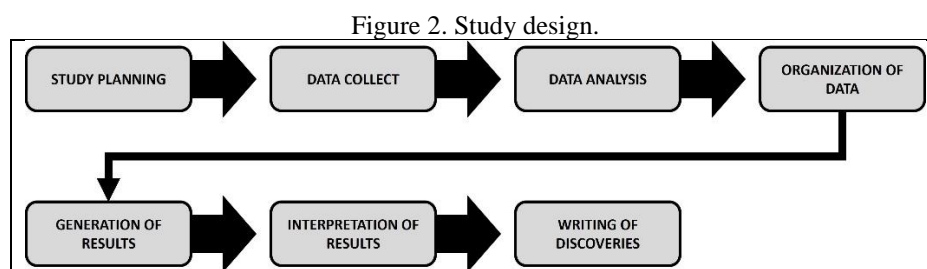 Figure 2. Study design.
STUDY PLANNING
DATA COLLECT
DATA ANALYSIS
ORGANIZATION OF
DATA
GENERATION OF
RESULTS
INTERPRETATION OF
RESULTS
WRITING OF
DISCOVERIES